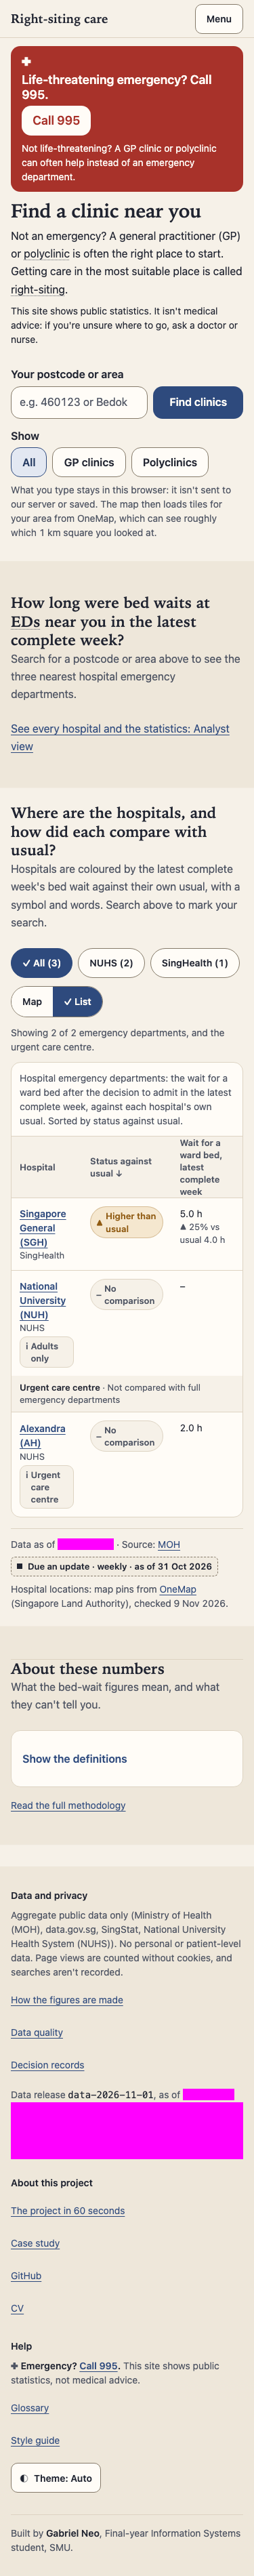 Right-siting care
Menu
Life-threatening emergency? Call
995.
Call 995
Not life-threatening? A GP clinic or polyclinic
can often help instead of an emergency
department.
Find a clinic near you
Not an emergency? A general practitioner (GP)
or polyclinic is often the right place to start.
Getting care in the most suitable place is called
right-siting.
This site shows public statistics. It isn't medical
advice: if you're unsure where to go, ask a doctor or
nurse.
Your postcode or area
e.g. 460123 or Bedok
Find clinics
Show
All
GP clinics
Polyclinics
What you type stays in this browser: it isn't sent to
our server or saved. The map then loads tiles for
your area from OneMap, which can see roughly
which 1 km square you looked at.
How long were bed waits at
EDs near you in the latest
complete week?
Search for a postcode or area above to see the
three nearest hospital emergency
departments.
See every hospital and the statistics: Analyst
view
Where are the hospitals, and
how did each compare with
usual?
Hospitals are coloured by the latest complete
week's bed wait against their own usual, with a
symbol and words. Search above to mark your
search.
✓ All (3)
NUHS (2)
SingHealth (1)
Map
✓ List
Showing 2 of 2 emergency departments, and the
urgent care centre.
Hospital emergency departments: the wait for a
ward bed after the decision to admit in the latest
complete week, against each hospital's own
usual. Sorted by status against usual.
Hospital
Status against
usual ↓
Wait for a
ward bed,
latest
complete
week
Singapore
General
(SGH)
SingHealth
▲ Higher than
usual
5.0 h
▲ 25% vs
usual 4.0 h
National
University
(NUH)
NUHS
i Adults
only
– No
comparison
–
Urgent care centre · Not compared with full
emergency departments
Alexandra
(AH)
NUHS
i Urgent
care
centre
– No
comparison
2.0 h
Data as of
· Source: MOH
■ Due an update · weekly · as of 31 Oct 2026
Hospital locations: map pins from OneMap
(Singapore Land Authority), checked 9 Nov 2026.
About these numbers
What the bed-wait figures mean, and what
they can't tell you.
Show the definitions
Read the full methodology
Data and privacy
Aggregate public data only (Ministry of Health
(MOH), data.gov.sg, SingStat, National University
Health System (NUHS)). No personal or patient-level
data. Page views are counted without cookies, and
searches aren't recorded.
How the figures are made
Data quality
Decision records
Data release data-2026-11-01, as of
About this project
The project in 60 seconds
Case study
GitHub
CV
Help
✚ Emergency? Call 995. This site shows public
statistics, not medical advice.
Glossary
Style guide
Theme: Auto
Built by Gabriel Neo, Final-year Information Systems
student, SMU.